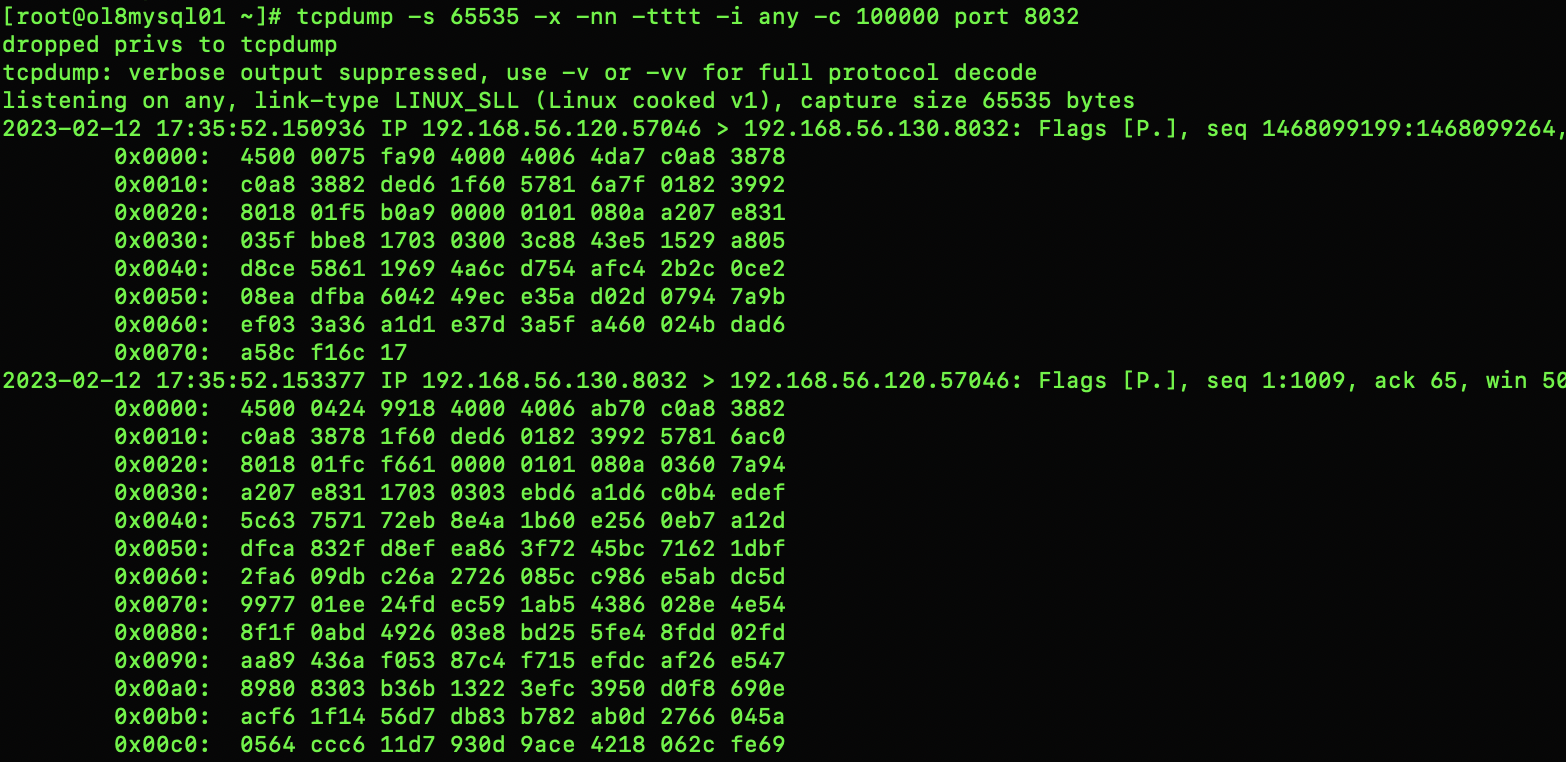 [root@ol8mysql01 ~]# tcpdump -s 65535 -x -nn -tttt -i any -c 100000 port 8032
dropped privs to tcpdump
tcpdump: verbose output suppressed, use -v or -vv for full protocol decode
listening on any, link-type LINUX_SLL (Linux cooked v1), capture size 65535 bytes
2023-02-12 17:35:52.150936 IP 192.168.56.120.57046 > 192.168.56.130.8032: Flags [P.], seq 1468099199:1468099264,
0x0000: 4500 0075 fa90 4000 4006 4da7 c0a8 3878
0x0010: c0a8 3882 ded6 1f60 5781 6a7f 0182 3992
0x0020: 8018 01f5 b0a9 0000 0101 080a a207 e831
0x0030: 035f bbe8 1703 0300 3c88 43e5 1529 a805
0x0040: d8ce 5861 1969 4a6c d754 afc4 2b2c 0ce2
0x0050: 08ea dfba 6042 49ec e35a d02d 0794 7a9b
0x0060: ef03 3a36 a1d1 e37d 3a5f a460 024b dad6
0x0070: a58c f16c 17
2023-02-12 17:35:52.153377 IP 192.168.56.130.8032 > 192.168.56.120.57046: Flags [P.], seq 1:1009, ack 65, win 50
0x0000: 4500 0424 9918 4000 4006 ab70 c0a8 3882
0x0010: c0a8 3878 1f60 ded6 0182 3992 5781 6ac0
0x0020: 8018 01fc f661 0000 0101 080a 0360 7a94
0x0030: a207 e831 1703 0303 ebd6 a1d6 c0b4 edef
0x0040: 5c63 7571 72eb 8e4a 1b60 e256 0eb7 a12d
0x0050: dfca 832f d8ef ea86 3f72 45bc 7162 1dbf
0x0060: 2fa6 09db c26a 2726 085c c986 e5ab dc5d
0x0070: 9977 01ee 24fd ec59 1ab5 4386 028e 4e54
0x0080: 8f1f 0abd 4926 03e8 bd25 5fe4 8fdd 02fd
0x0090: aa89 436a f053 87c4 f715 efdc af26 e547
0x00a0: 8980 8303 b36b 1322 3efc 3950 d0f8 690e
0x00b0: acf6 1f14 56d7 db83 b782 ab0d 2766 045a
0x00c0: 0564 ccc6 11d7 930d 9ace 4218 062c fe69